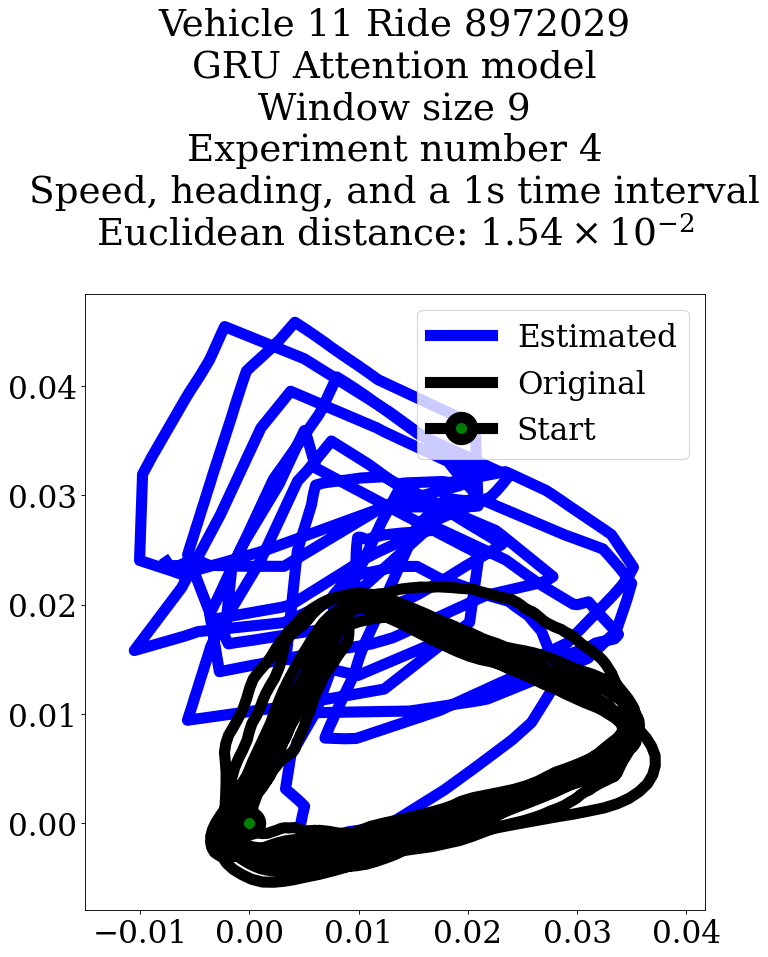 Vehicle 11 Ride 8972029
GRU Attention model
Window size 9
Experiment number 4
Speed, heading, and a 1s time interval
Euclidean distance: 1.54 × 10⁻²
Estimated
Original
Start
0.04
0.03
0.02
0.01
0.00
−0.01 0.00 0.01 0.02 0.03 0.04